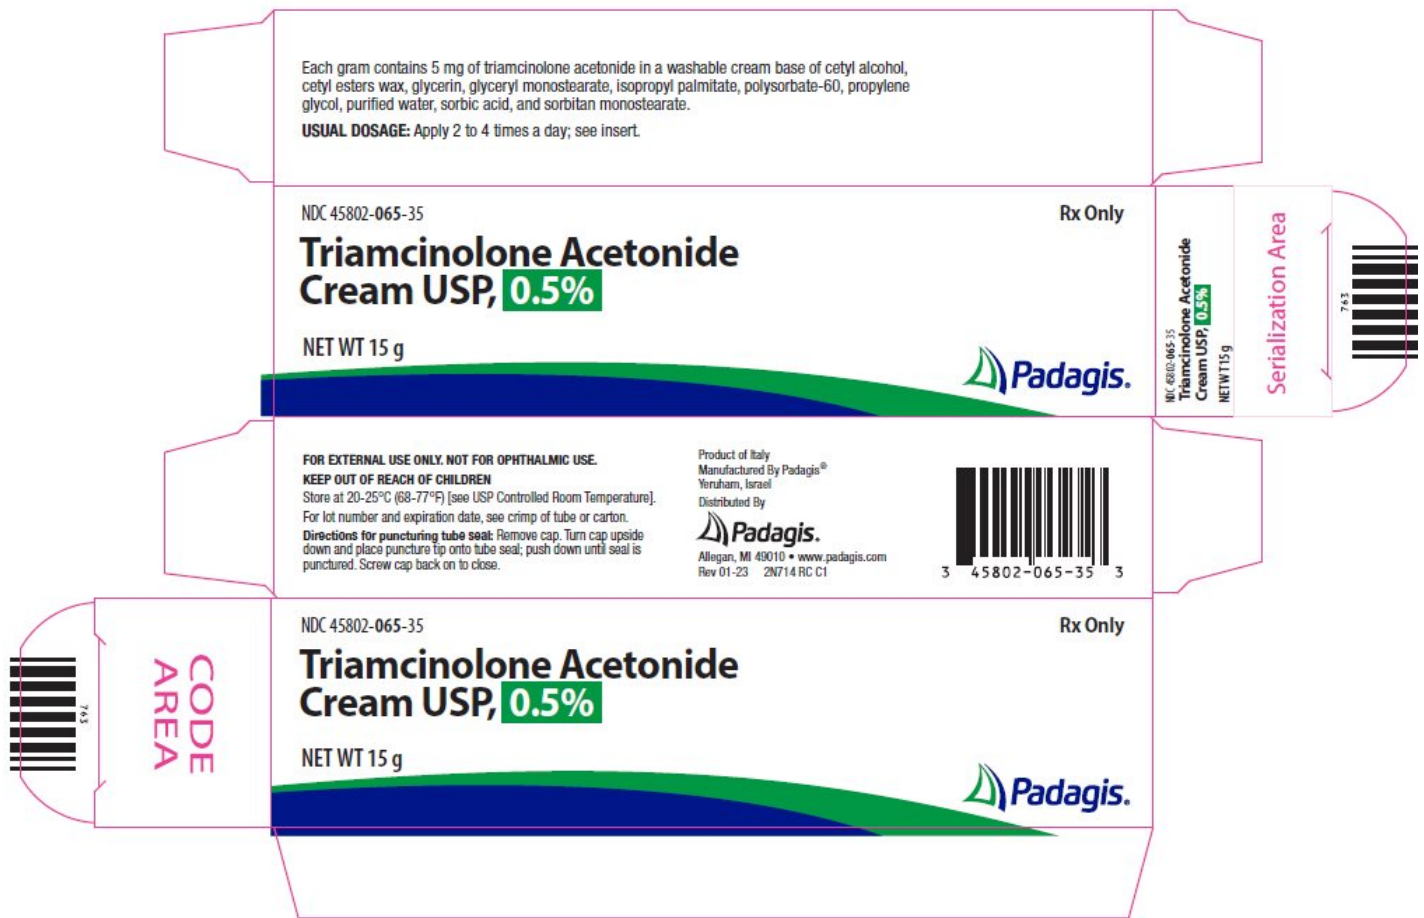 Each gram contains 5 mg of triamcinolone acetonide in a washable cream base of cetyl alcohol,
cetyl esters wax, glycerin, glyceryl monostearate, isopropyl palmitate, polysorbate-60, propylene
glycol, purified water, sorbic acid, and sorbitan monostearate.
USUAL DOSAGE: Apply 2 to 4 times a day; see insert.
NDC 45802-065-35
Rx Only
Triamcinolone Acetonide
Cream USP, 0.5%
NET WT 15 g
Padagis.
NDC 45802-065-35
Triamcinolone Acetonide
Cream USP, 0.5%
NET WT 15 g
Serialization Area
763
FOR EXTERNAL USE ONLY. NOT FOR OPHTHALMIC USE.
KEEP OUT OF REACH OF CHILDREN
Store at 20-25°C (68-77°F) [see USP Controlled Room Temperature].
For lot number and expiration date, see crimp of tube or carton.
Directions for puncturing tube seal: Remove cap. Turn cap upside
down and place puncture tip onto tube seal; push down until seal is
punctured. Screw cap back on to close.
Product of Italy
Manufactured By Padagis®
Yeruham, Israel
Distributed By
Padagis.
Allegan, MI 49010 • www.padagis.com
Rev 01-23 2N714 RC C1
3 45802-065-35 3
NDC 45802-065-35
Rx Only
Triamcinolone Acetonide
Cream USP, 0.5%
NET WT 15 g
Padagis.
CODE
AREA
763